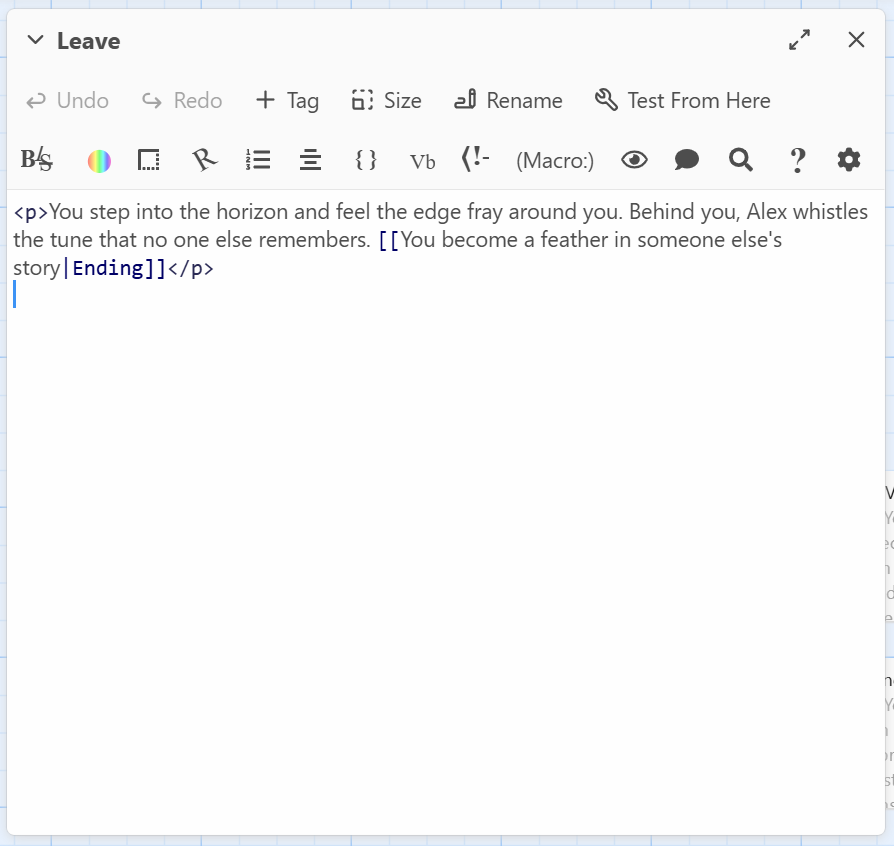 Leave
Undo Redo + Tag Size Rename Test From Here
B/S R { } Vb (!- (Macro:) ?
<p>You step into the horizon and feel the edge fray around you. Behind you, Alex whistles
the tune that no one else remembers. [[You become a feather in someone else's
story|Ending]]</p>